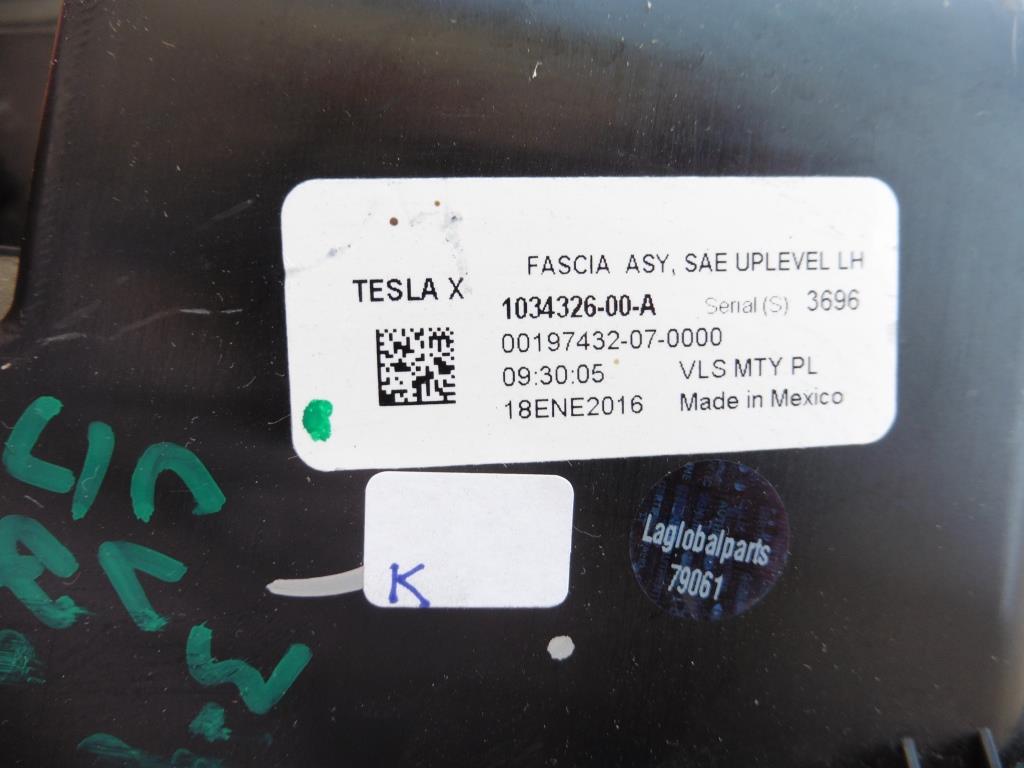 FASCIA ASY, SAE UPLEVEL LH
TESLA X
1034326-00-A Serial (S) 3696
00197432-07-0000
09:30:05 VLS MTY PL
18ENE2016 Made in Mexico
K
Laglobalparts
79061